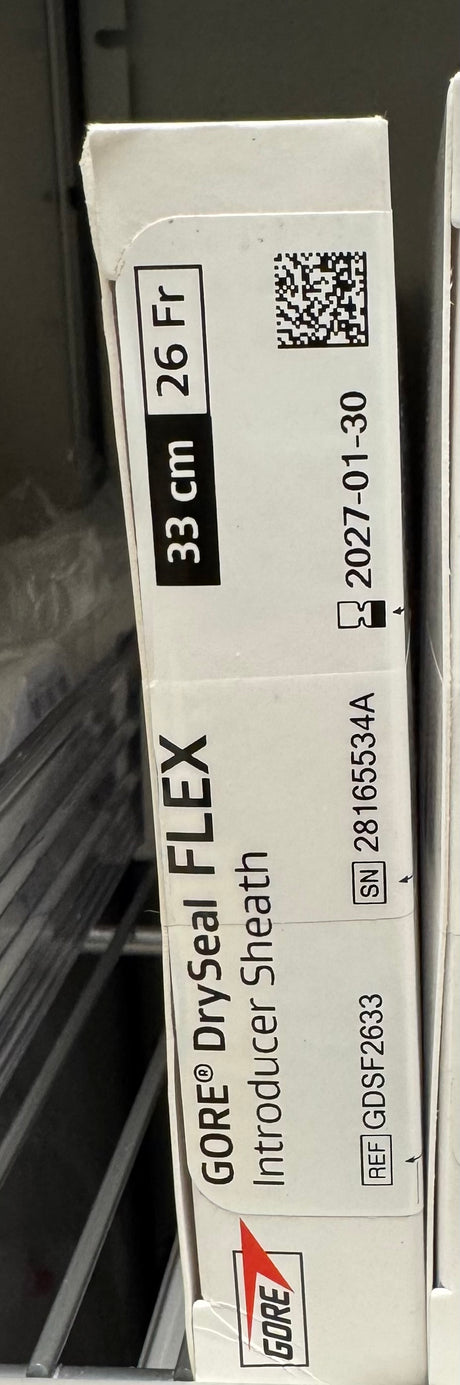 GORE
GORE® DrySeal FLEX
Introducer Sheath
33 cm 26 Fr
REF GDSF2633
SN 28165534A
2027-01-30